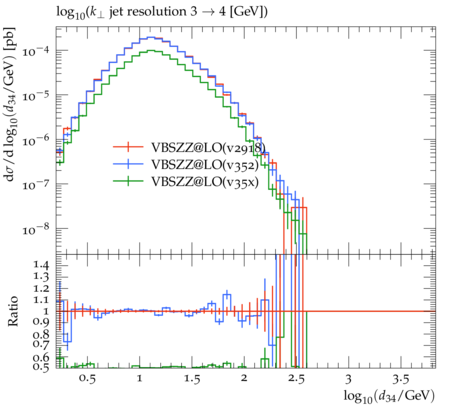 log₁₀(k⊥ jet resolution 3 → 4 [GeV])
dσ/d log₁₀(d₃₄/GeV) [pb]
10⁻⁴
10⁻⁵
10⁻⁶
10⁻⁷
10⁻⁸
VBSZZ@LO(v2918)
VBSZZ@LO(v352)
VBSZZ@LO(v35x)
Ratio
1.4
1.3
1.2
1.1
1
0.9
0.8
0.7
0.6
0.5
0.5 1 1.5 2 2.5 3 3.5
log₁₀(d₃₄/GeV)